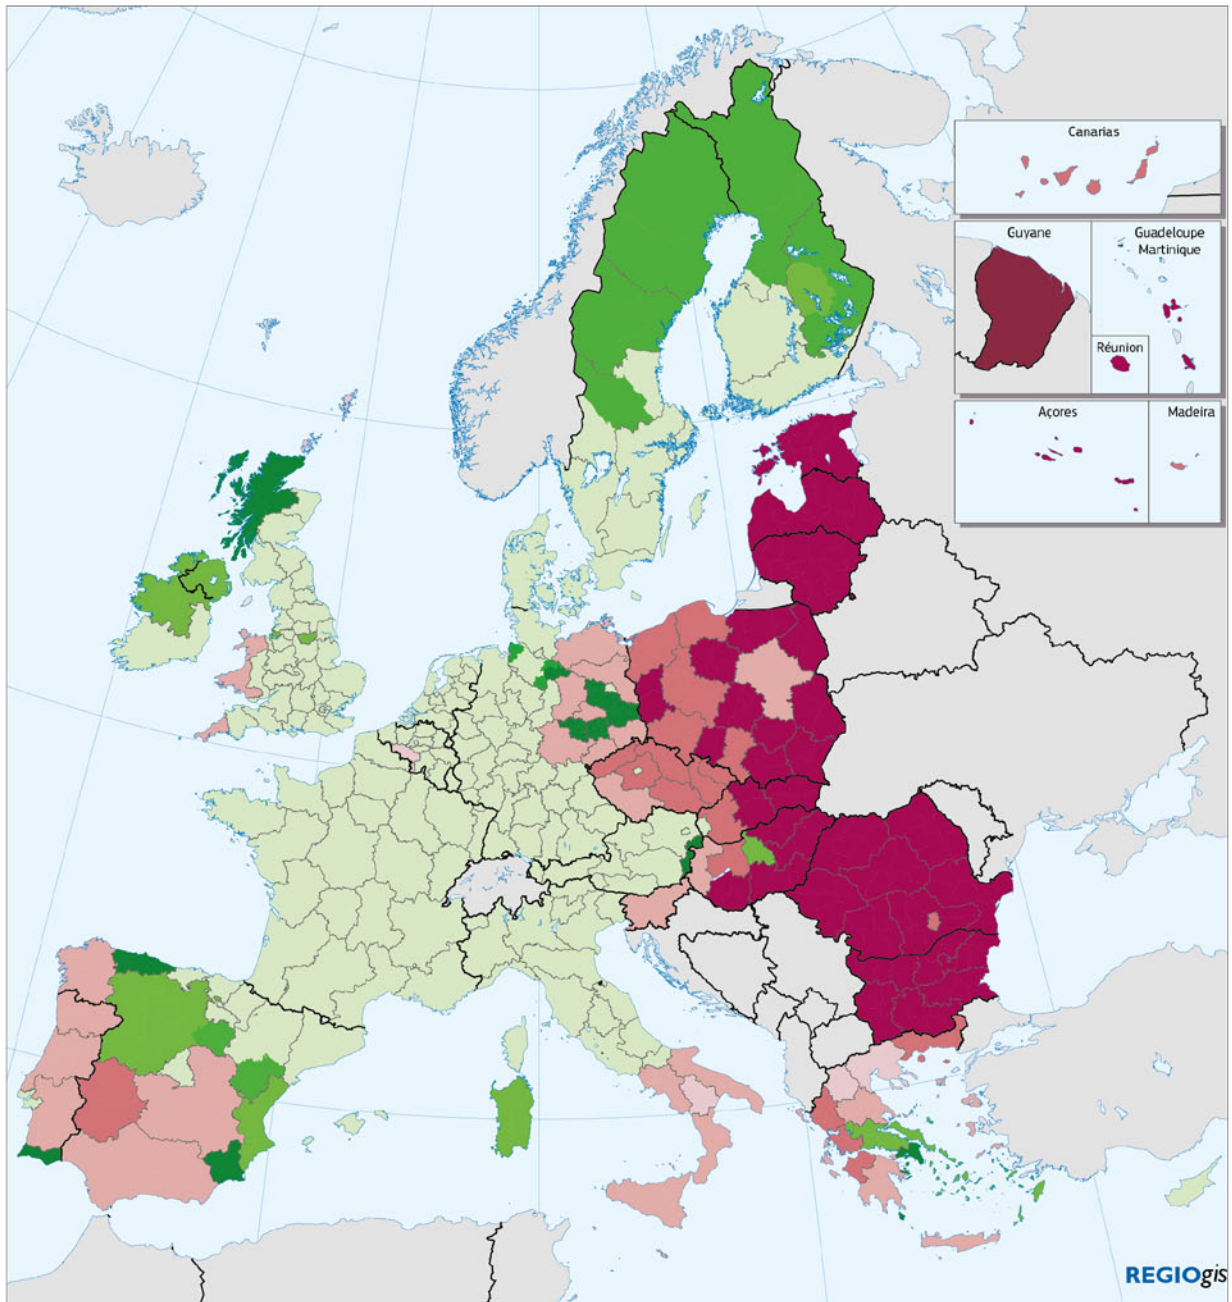 Canarias
Guyane
Guadeloupe
Martinique
Réunion
Açores
Madeira
REGIOgis